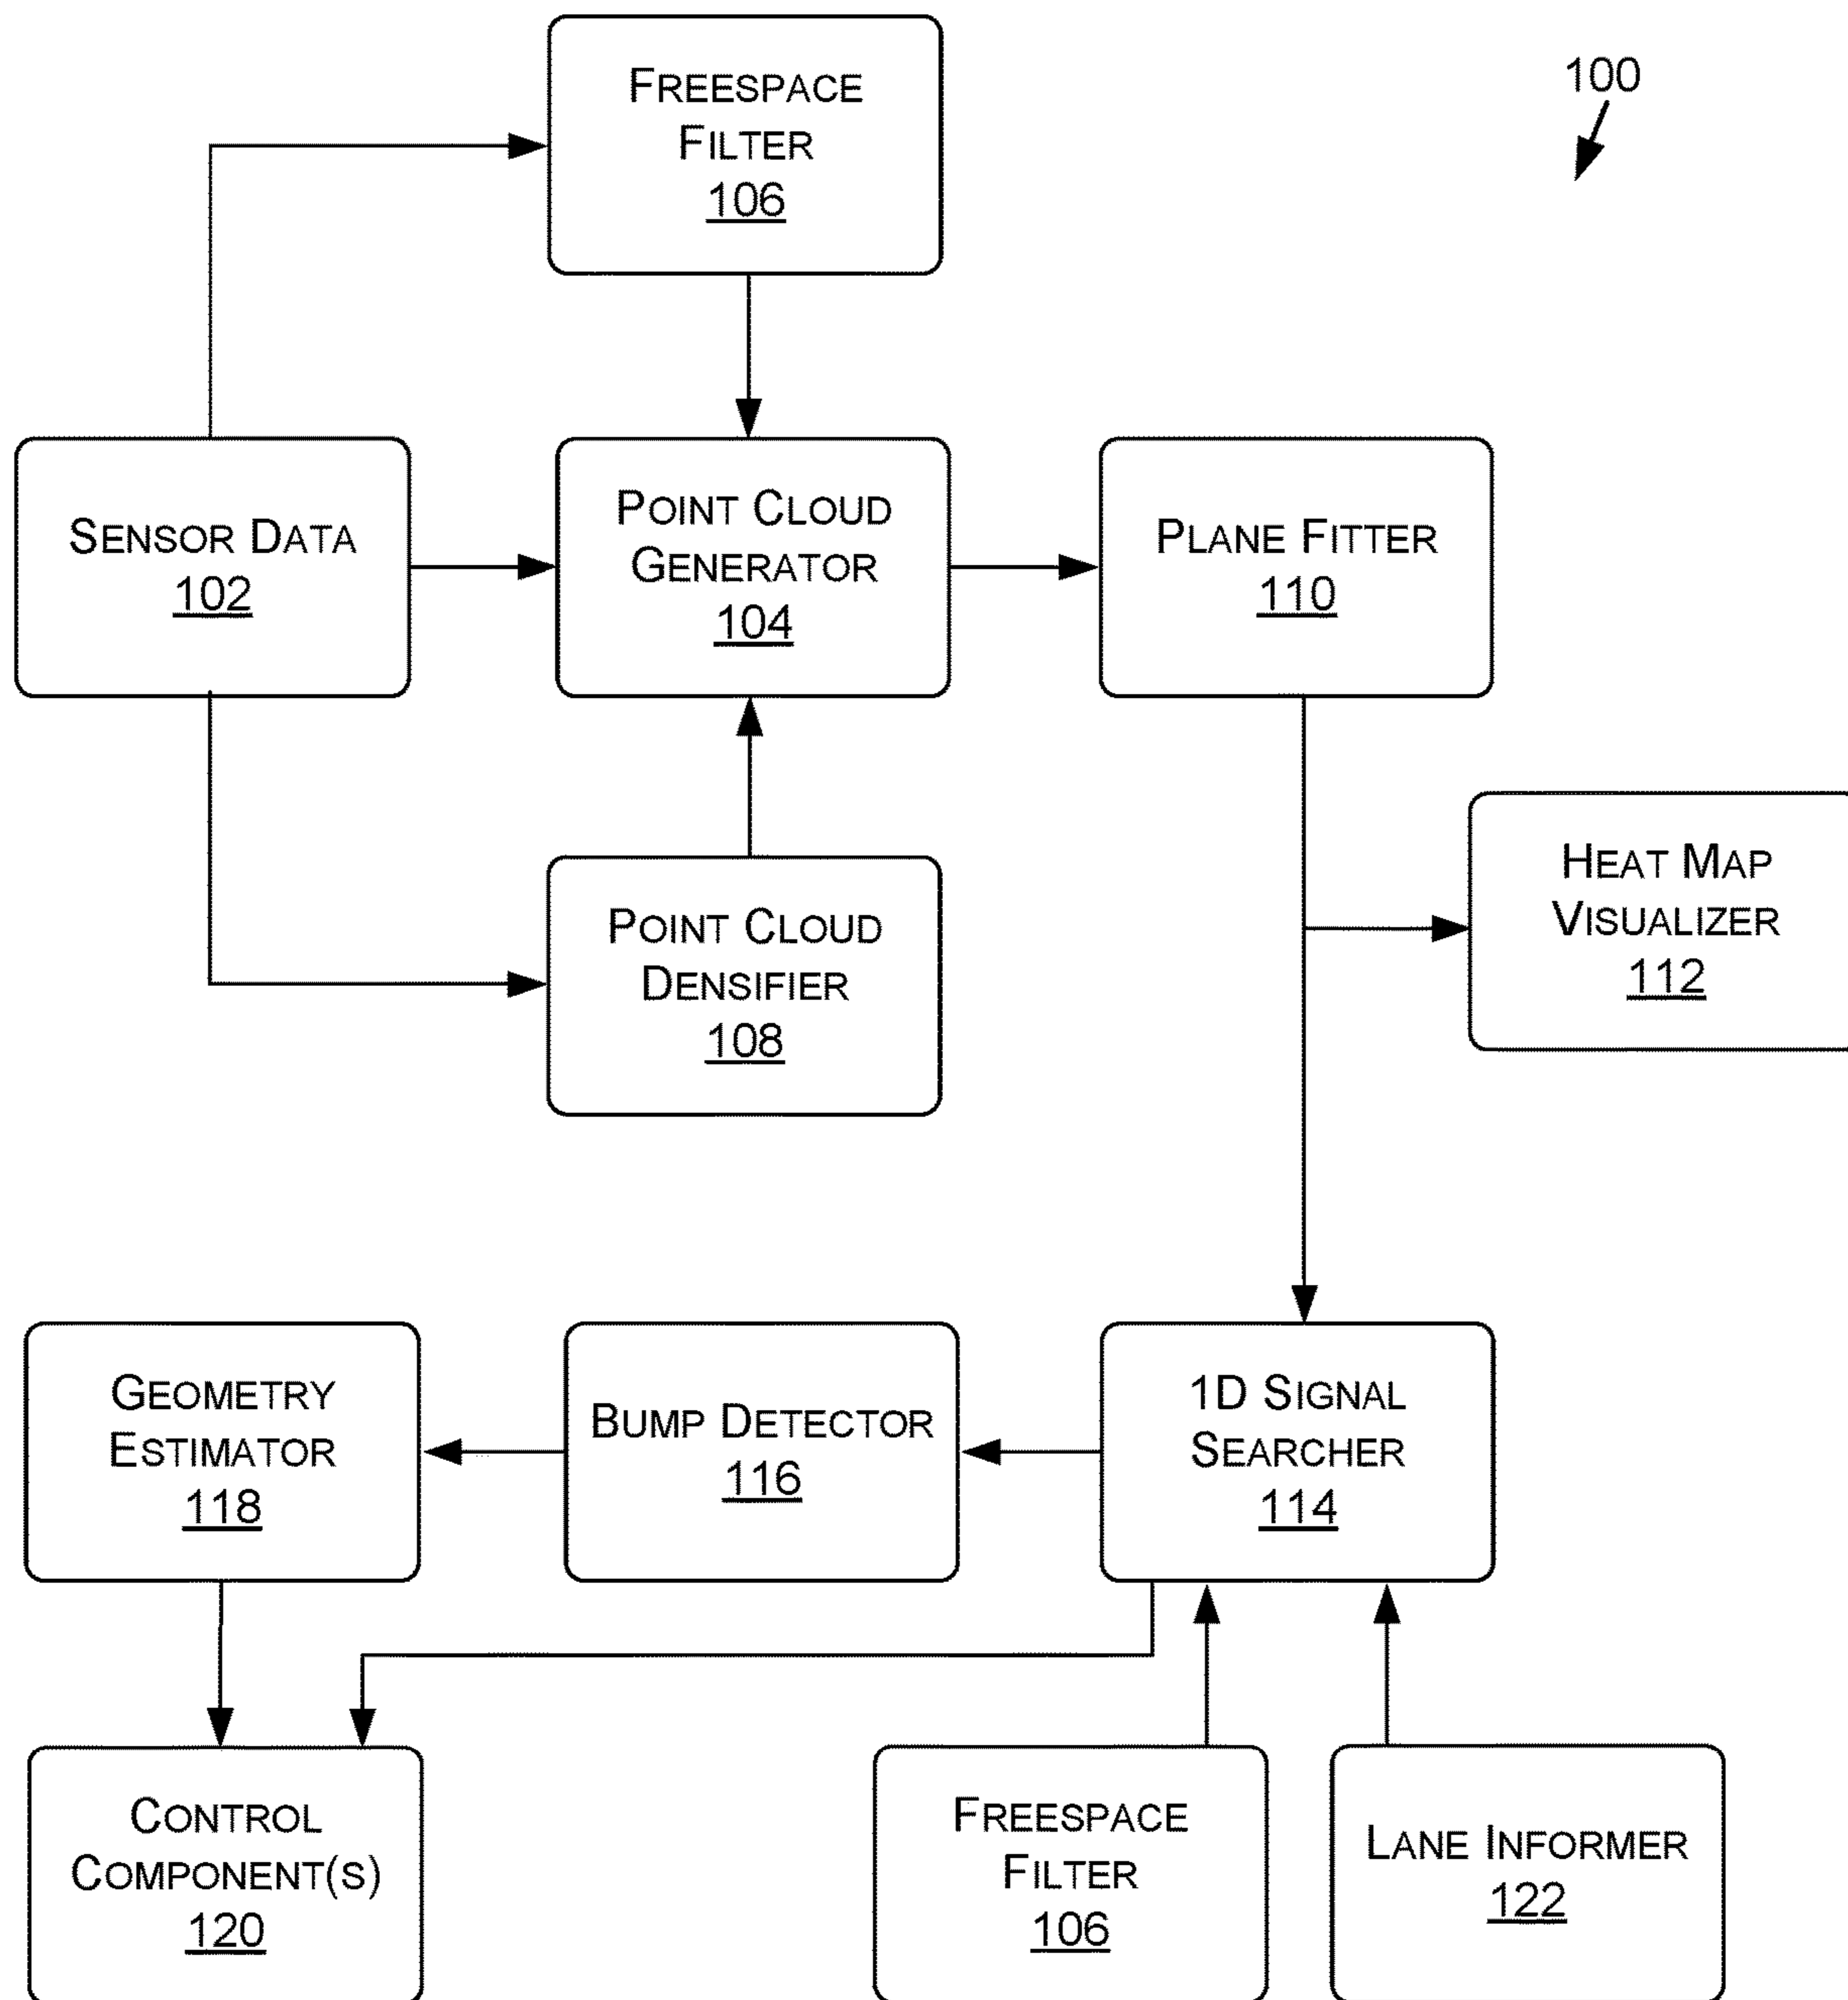 FREESPACE
FILTER
106
100
SENSOR DATA
102
POINT CLOUD
GENERATOR
104
PLANE FITTER
110
HEAT MAP
VISUALIZER
112
POINT CLOUD
DENSIFIER
108
GEOMETRY
ESTIMATOR
118
BUMP DETECTOR
116
1D SIGNAL
SEARCHER
114
CONTROL
COMPONENT(S)
120
FREESPACE
FILTER
106
LANE INFORMER
122